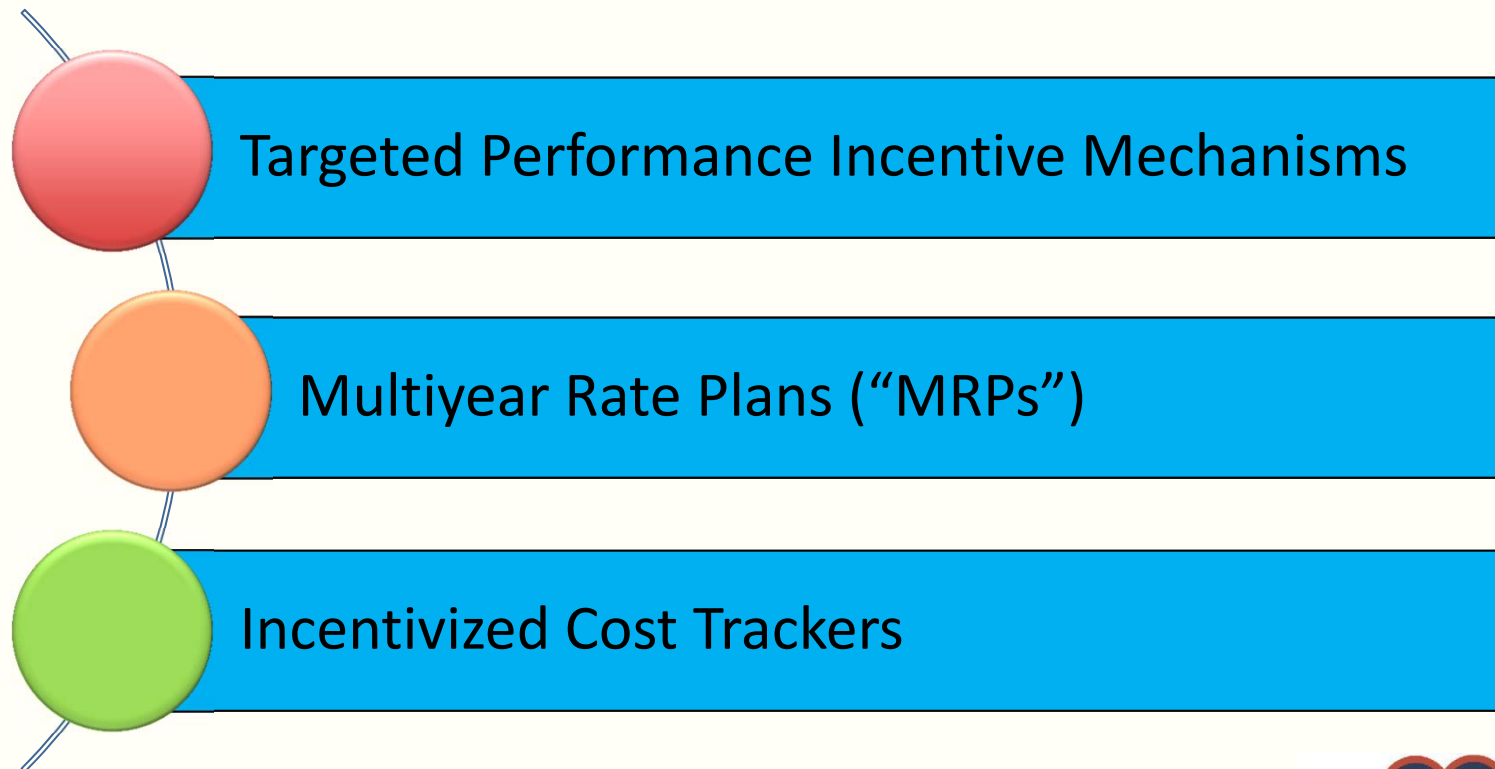 Targeted Performance Incentive Mechanisms
Multiyear Rate Plans (“MRPs”)
Incentivized Cost Trackers